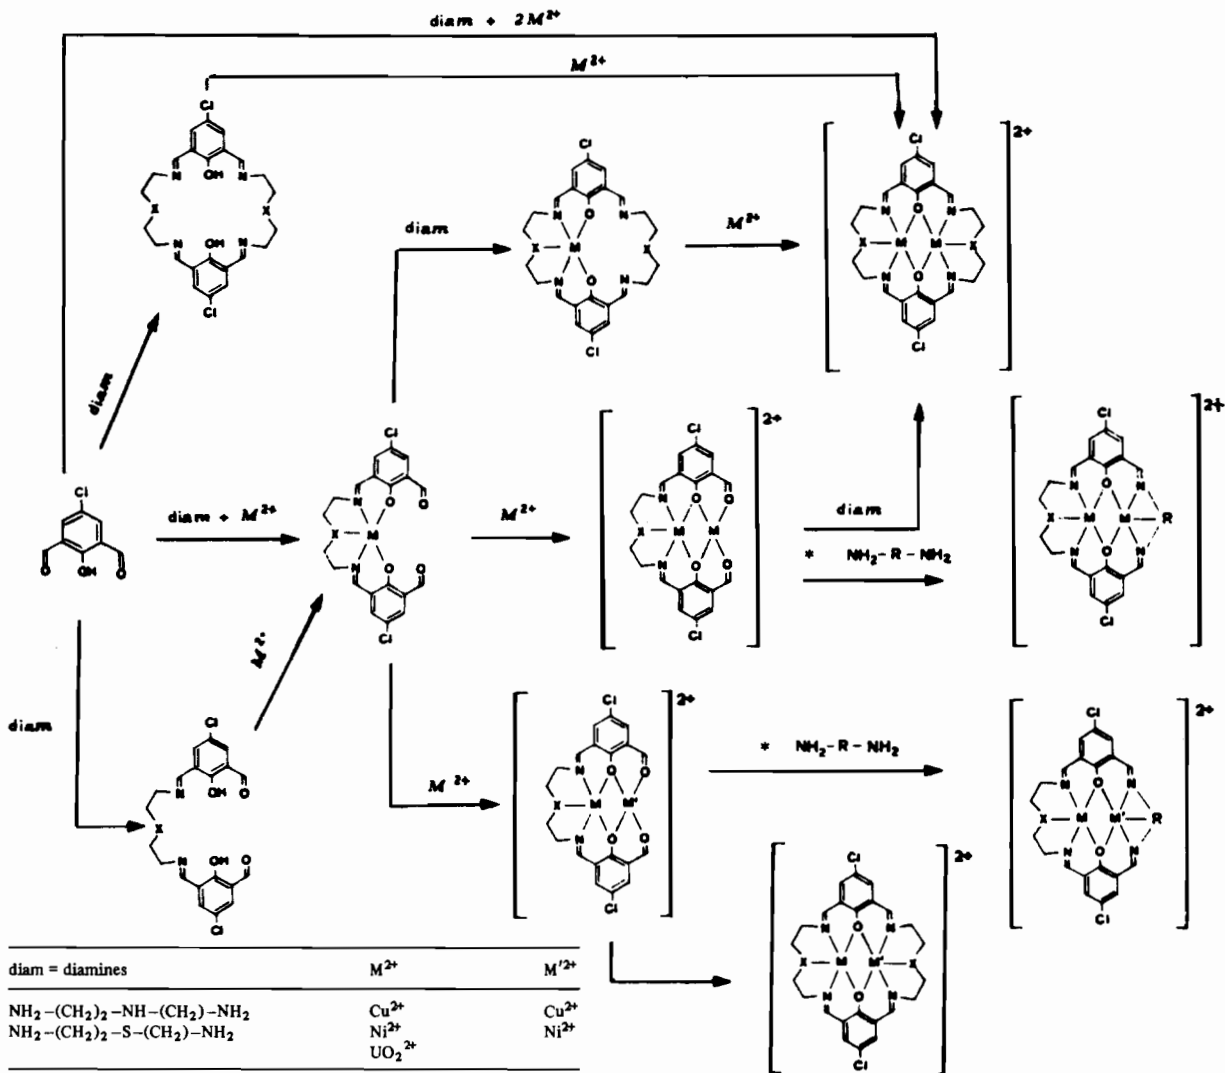 diam + 2M²⁺
M²⁺
Cl
OH
N N
X X
N N
OH
Cl
diam
Cl
O O
OH
diam + M²⁺
diam
Cl
OH O
N
X
N
OH O
Cl
M²⁺
Cl
O
N O
X M
N O
O
Cl
diam
Cl
N O N
X M X
N O N
Cl
M²⁺
2+
Cl
N O N
X M M X
N O N
Cl
M²⁺
2+
Cl
O
N O
X M M
N O
O
Cl
diam
* NH₂-R-NH₂
2+
Cl
N O N
X M M R
N O N
Cl
M²⁺
2+
Cl
N O O
X M M'
N O O
Cl
* NH₂-R-NH₂
2+
Cl
N O N
X M M' R
N O N
Cl
2+
Cl
N O N
X M M' X
N O N
Cl
diam = diamines M²⁺ M'²⁺
NH₂-(CH₂)₂-NH-(CH₂)-NH₂ Cu²⁺ Cu²⁺
NH₂-(CH₂)₂-S-(CH₂)-NH₂ Ni²⁺ Ni²⁺
UO₂²⁺